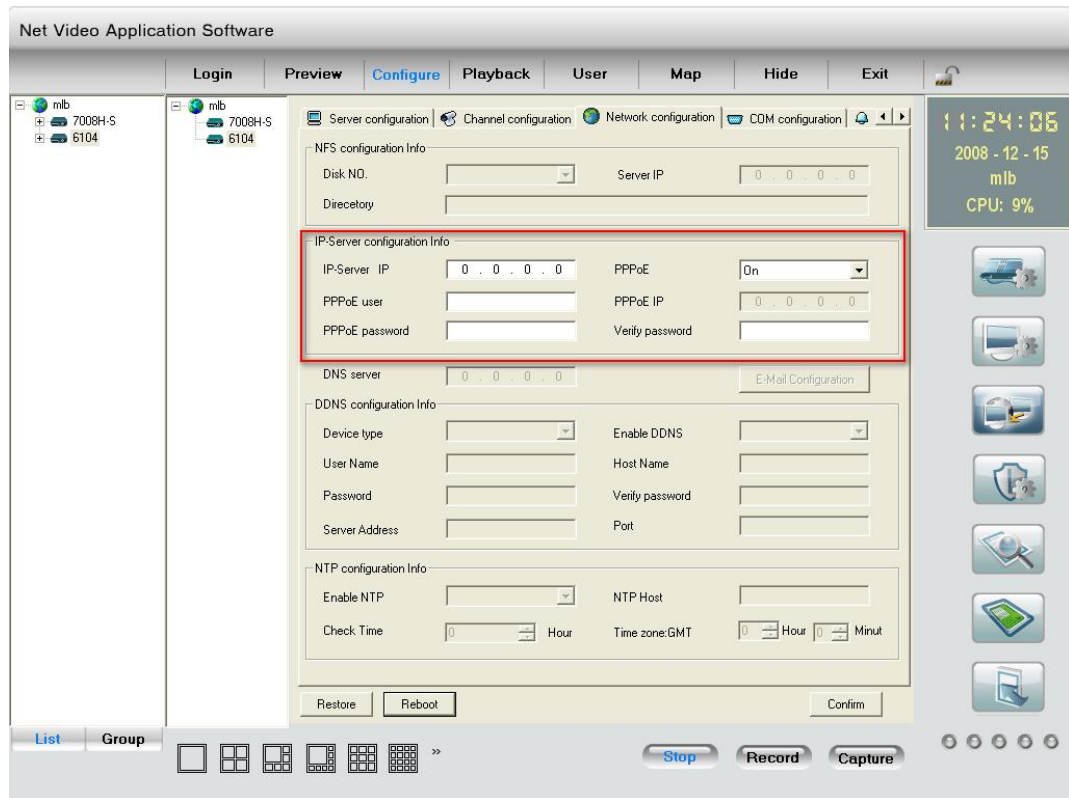 Net Video Application Software
Login Preview Configure Playback User Map Hide Exit
mlb
7008H-S
6104
mlb
7008H-S
6104
Server configuration Channel configuration Network configuration COM configuration
11:24:06
2008 - 12 - 15
mlb
CPU: 9%
NFS configuration Info
Disk NO. Server IP 0 . 0 . 0 . 0
Direcetory
IP-Server configuration Info
IP-Server IP 0 . 0 . 0 . 0 PPPoE On
PPPoE user PPPoE IP 0 . 0 . 0 . 0
PPPoE password Verify password
DNS server 0 . 0 . 0 . 0 E-Mail Configuration
DDNS configuration Info
Device type Enable DDNS
User Name Host Name
Password Verify password
Server Address Port
NTP configuration Info
Enable NTP NTP Host
Check Time 0 Hour Time zone:GMT 0 Hour 0 Minut
Restore Reboot Confirm
List Group
» Stop Record Capture